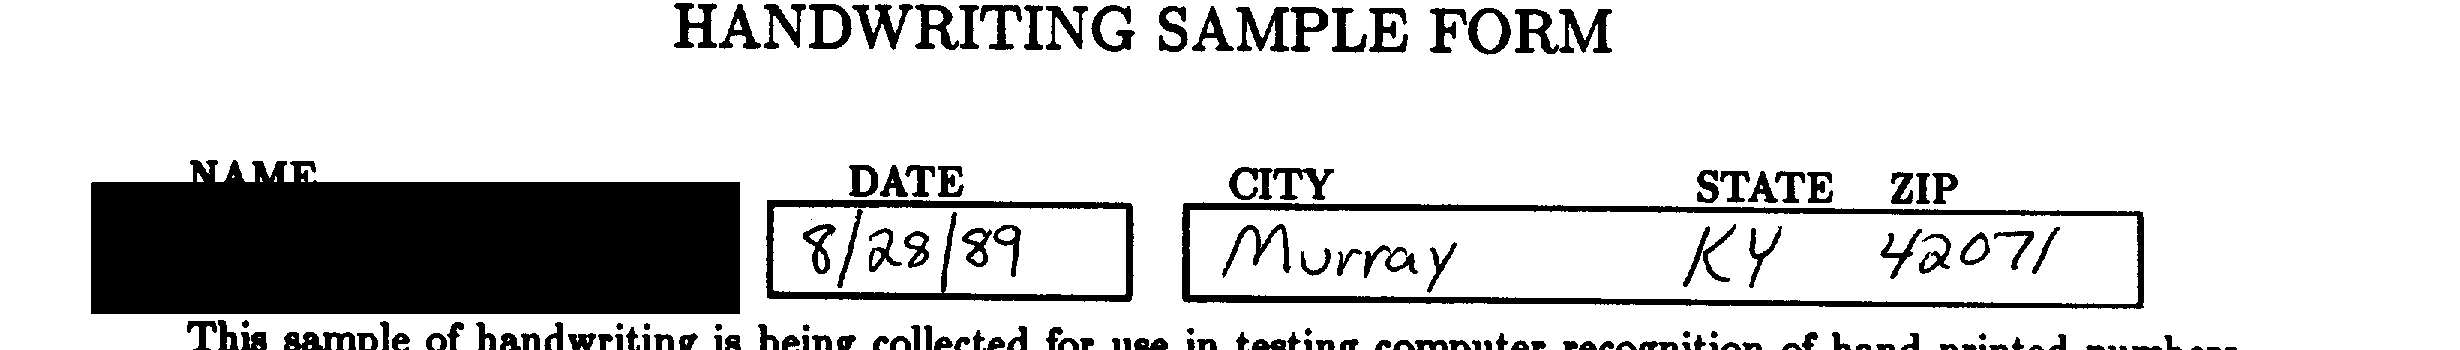 HANDWRITING SAMPLE FORM
NAME DATE CITY STATE ZIP
8/28/89 Murray KY 42071
This sample of handwriting is being collected for use in testing computer recognition of hand printed numbers